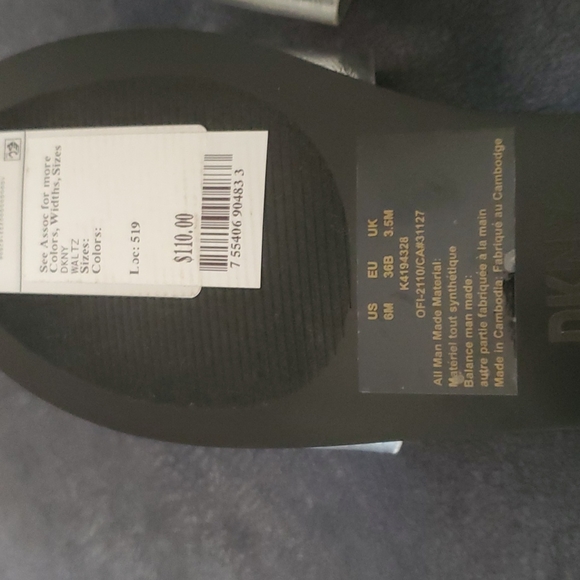 See Assoc for more
Colors, Widths, Sizes
DKNY
WALTZ
Sizes:
Colors:
Loc: 519
$110.00
7 55406 90483 3
US EU UK
6M 36B 3.5M
K4194328
OFI-2110/CA#31127
All Man Made Material:
Matériel tout synthétique
Balance man made:
autre partie fabriquée à la main
Made in Cambodia: Fabriqué au Cambodge
DK